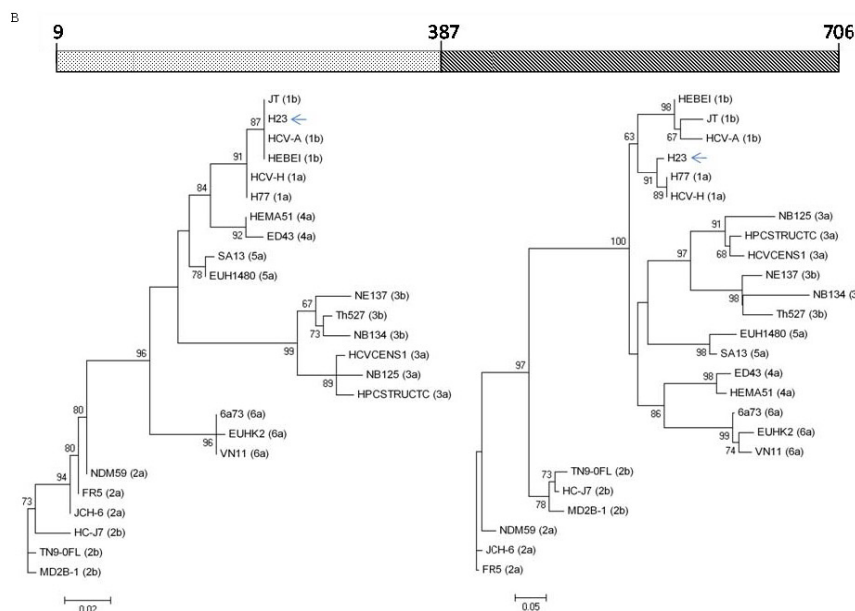 B
9 387 706
JT (1b)
87 H23
HCV-A (1b)
HEBEI (1b)
91 HCV-H (1a)
H77 (1a)
84 HEMA51 (4a)
92 ED43 (4a)
SA13 (5a)
78 EUH1480 (5a)
NE137 (3b)
67 Th527 (3b)
73 NB134 (3b)
99 HCVCENS1 (3a)
NB125 (3a)
89 HPCSTRUCTC (3a)
96
6a73 (6a)
EUHK2 (6a)
96 VN11 (6a)
80
80 NDM59 (2a)
94 FR5 (2a)
JCH-6 (2a)
73 HC-J7 (2b)
TN9-0FL (2b)
MD2B-1 (2b)
0.02
HEBEI (1b)
98 JT (1b)
67 HCV-A (1b)
63
H23
91 H77 (1a)
89 HCV-H (1a)
NB125 (3a)
91 HPCSTRUCTC (3a)
68 HCVCENS1 (3a)
100 97
NE137 (3b)
98 NB134 (3
Th527 (3b)
EUH1480 (5a)
98 SA13 (5a)
ED43 (4a)
98 HEMA51 (4a)
86
6a73 (6a)
99 EUHK2 (6a)
74 VN11 (6a)
97
TN9-0FL (2b)
73 HC-J7 (2b)
78 MD2B-1 (2b)
NDM59 (2a)
JCH-6 (2a)
FR5 (2a)
0.05